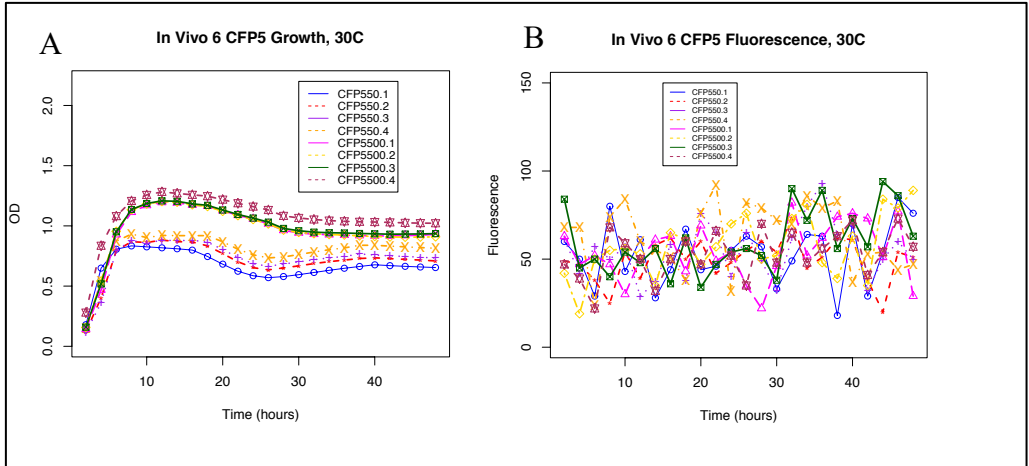 A
In Vivo 6 CFP5 Growth, 30C
OD
2.0
1.5
1.0
0.5
0.0
CFP550.1
CFP550.2
CFP550.3
CFP550.4
CFP5500.1
CFP5500.2
CFP5500.3
CFP5500.4
10
20
30
40
Time (hours)
B
In Vivo 6 CFP5 Fluorescence, 30C
Fluorescence
150
100
50
0
CFP550.1
CFP550.2
CFP550.3
CFP550.4
CFP5500.1
CFP5500.2
CFP5500.3
CFP5500.4
10
20
30
40
Time (hours)